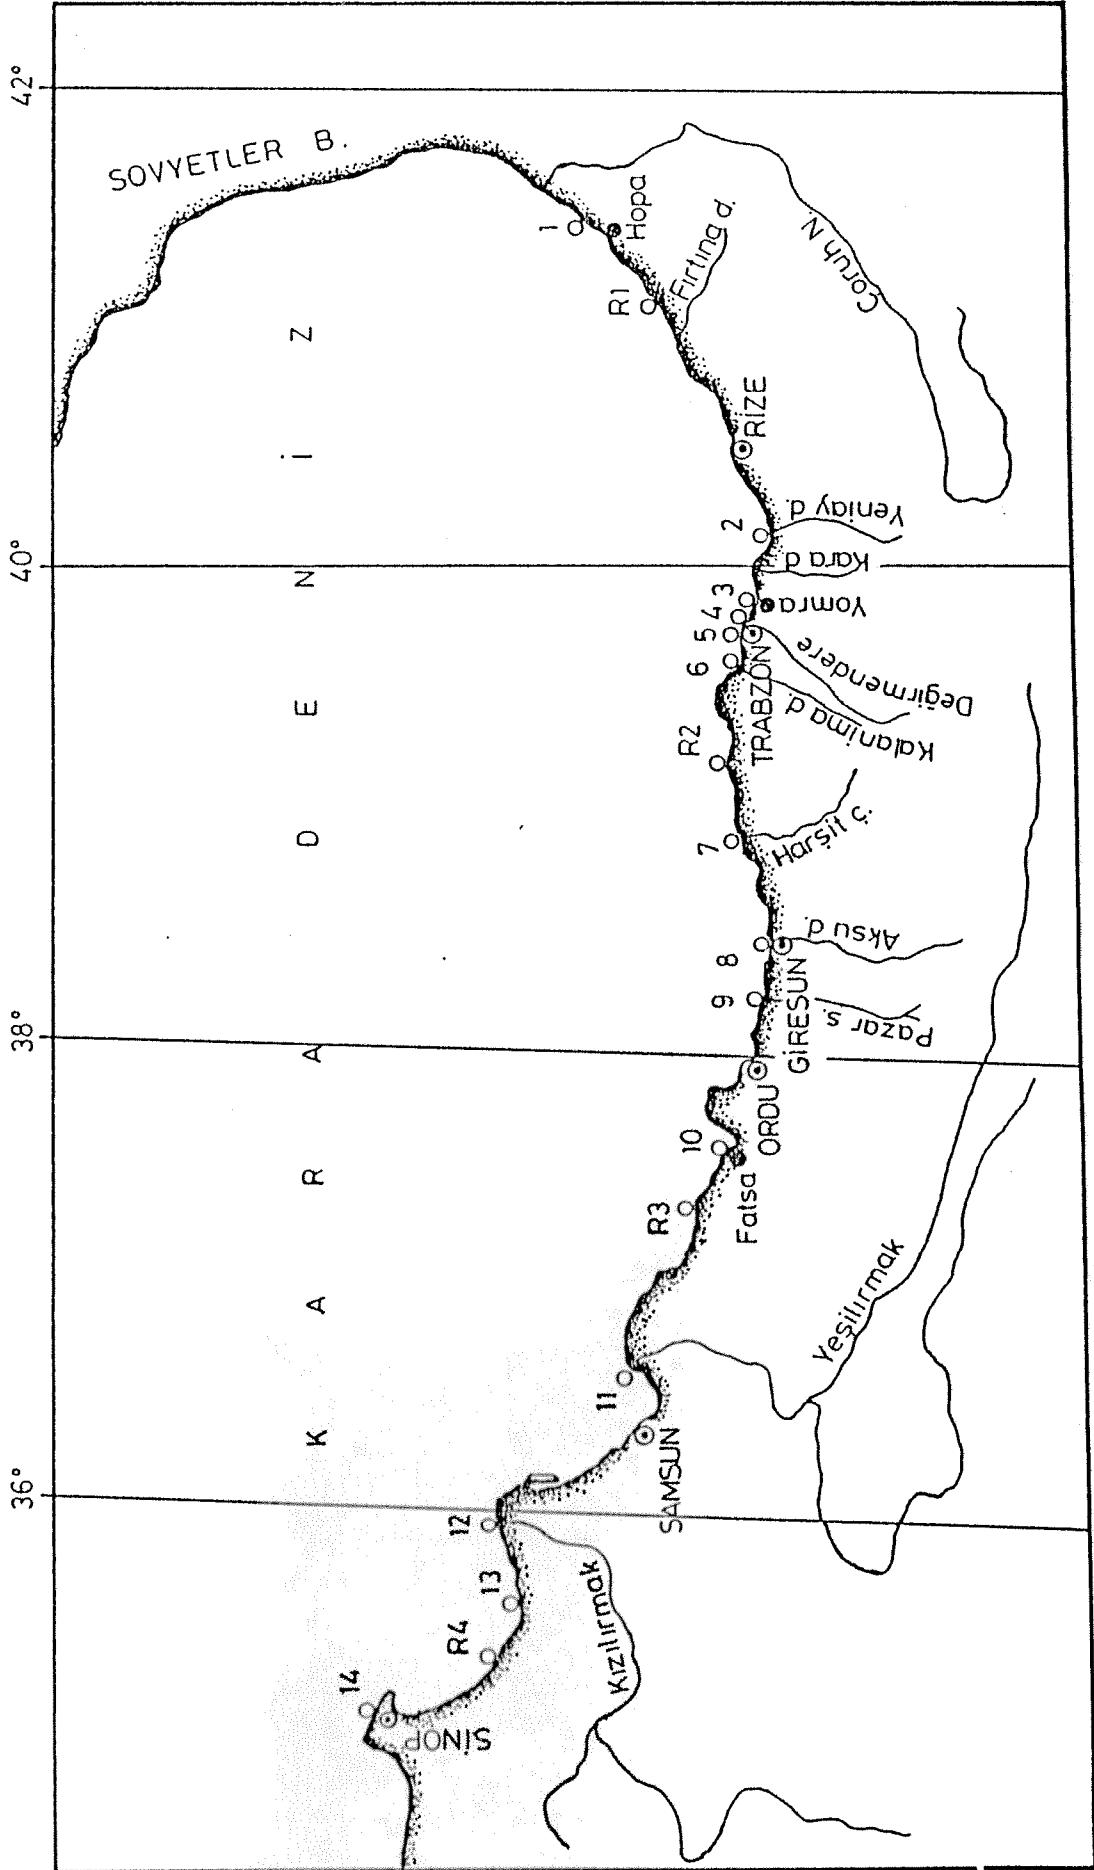 42°
40°
38°
36°
SOVYETLER B.
KARADENİZ
1
Hopa
R1
Fırtına d.
Çoruh N.
RİZE
2
Yeniay d.
Kara d.
3
Yomra
4
5
6
TRABZON
Değirmendere
Kalanima d.
R2
7
Harşit ç.
8
Aksu d.
GİRESUN
9
Pazar s.
ORDU
10
Fatsa
R3
Yeşilırmak
11
SAMSUN
12
Kızılırmak
13
R4
14
SİNOP